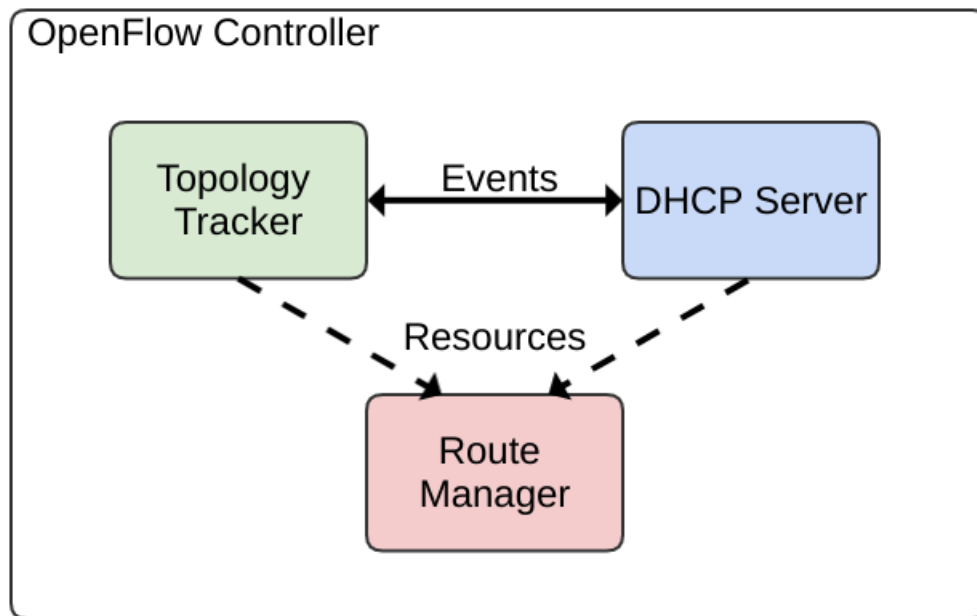 OpenFlow Controller
Topology
Tracker
Events
DHCP Server
Resources
Route
Manager